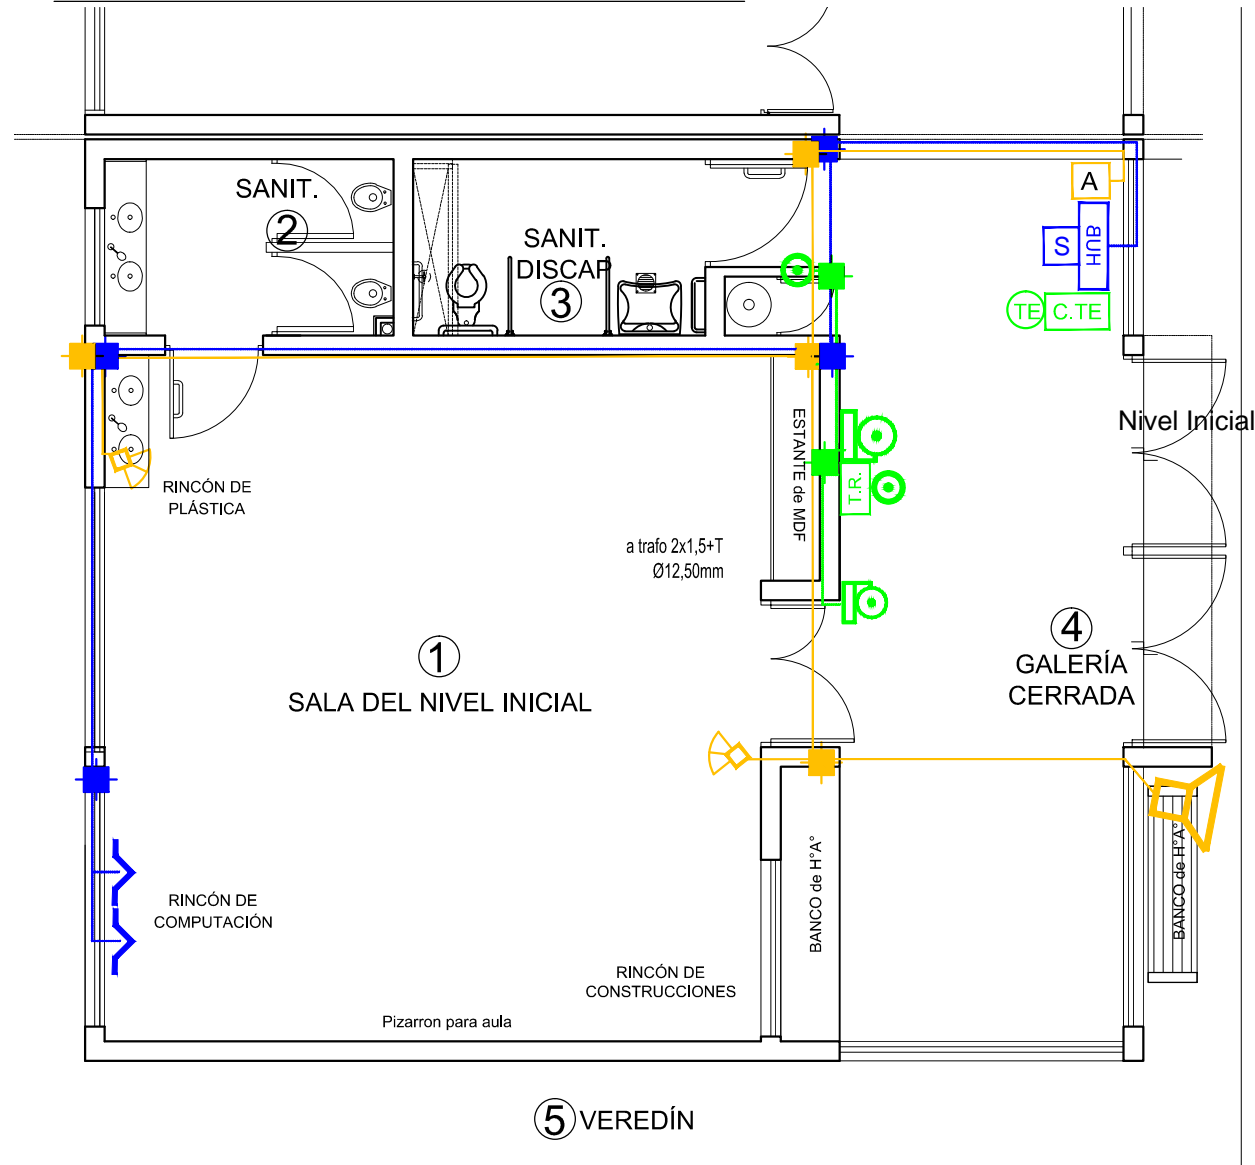 SANIT.
2
SANIT.
DISCAP
3
A
S
HUB
TE
C.TE
Nivel Inicial
ESTANTE de MDF
T.R.
RINCÓN DE
PLÁSTICA
a trafo 2x1,5+T
Ø12,50mm
1
SALA DEL NIVEL INICIAL
4
GALERÍA
CERRADA
BANCO de H°A°
BANCO de H°A°
RINCÓN DE
COMPUTACIÓN
RINCÓN DE
CONSTRUCCIONES
Pizarron para aula
5 VEREDÍN